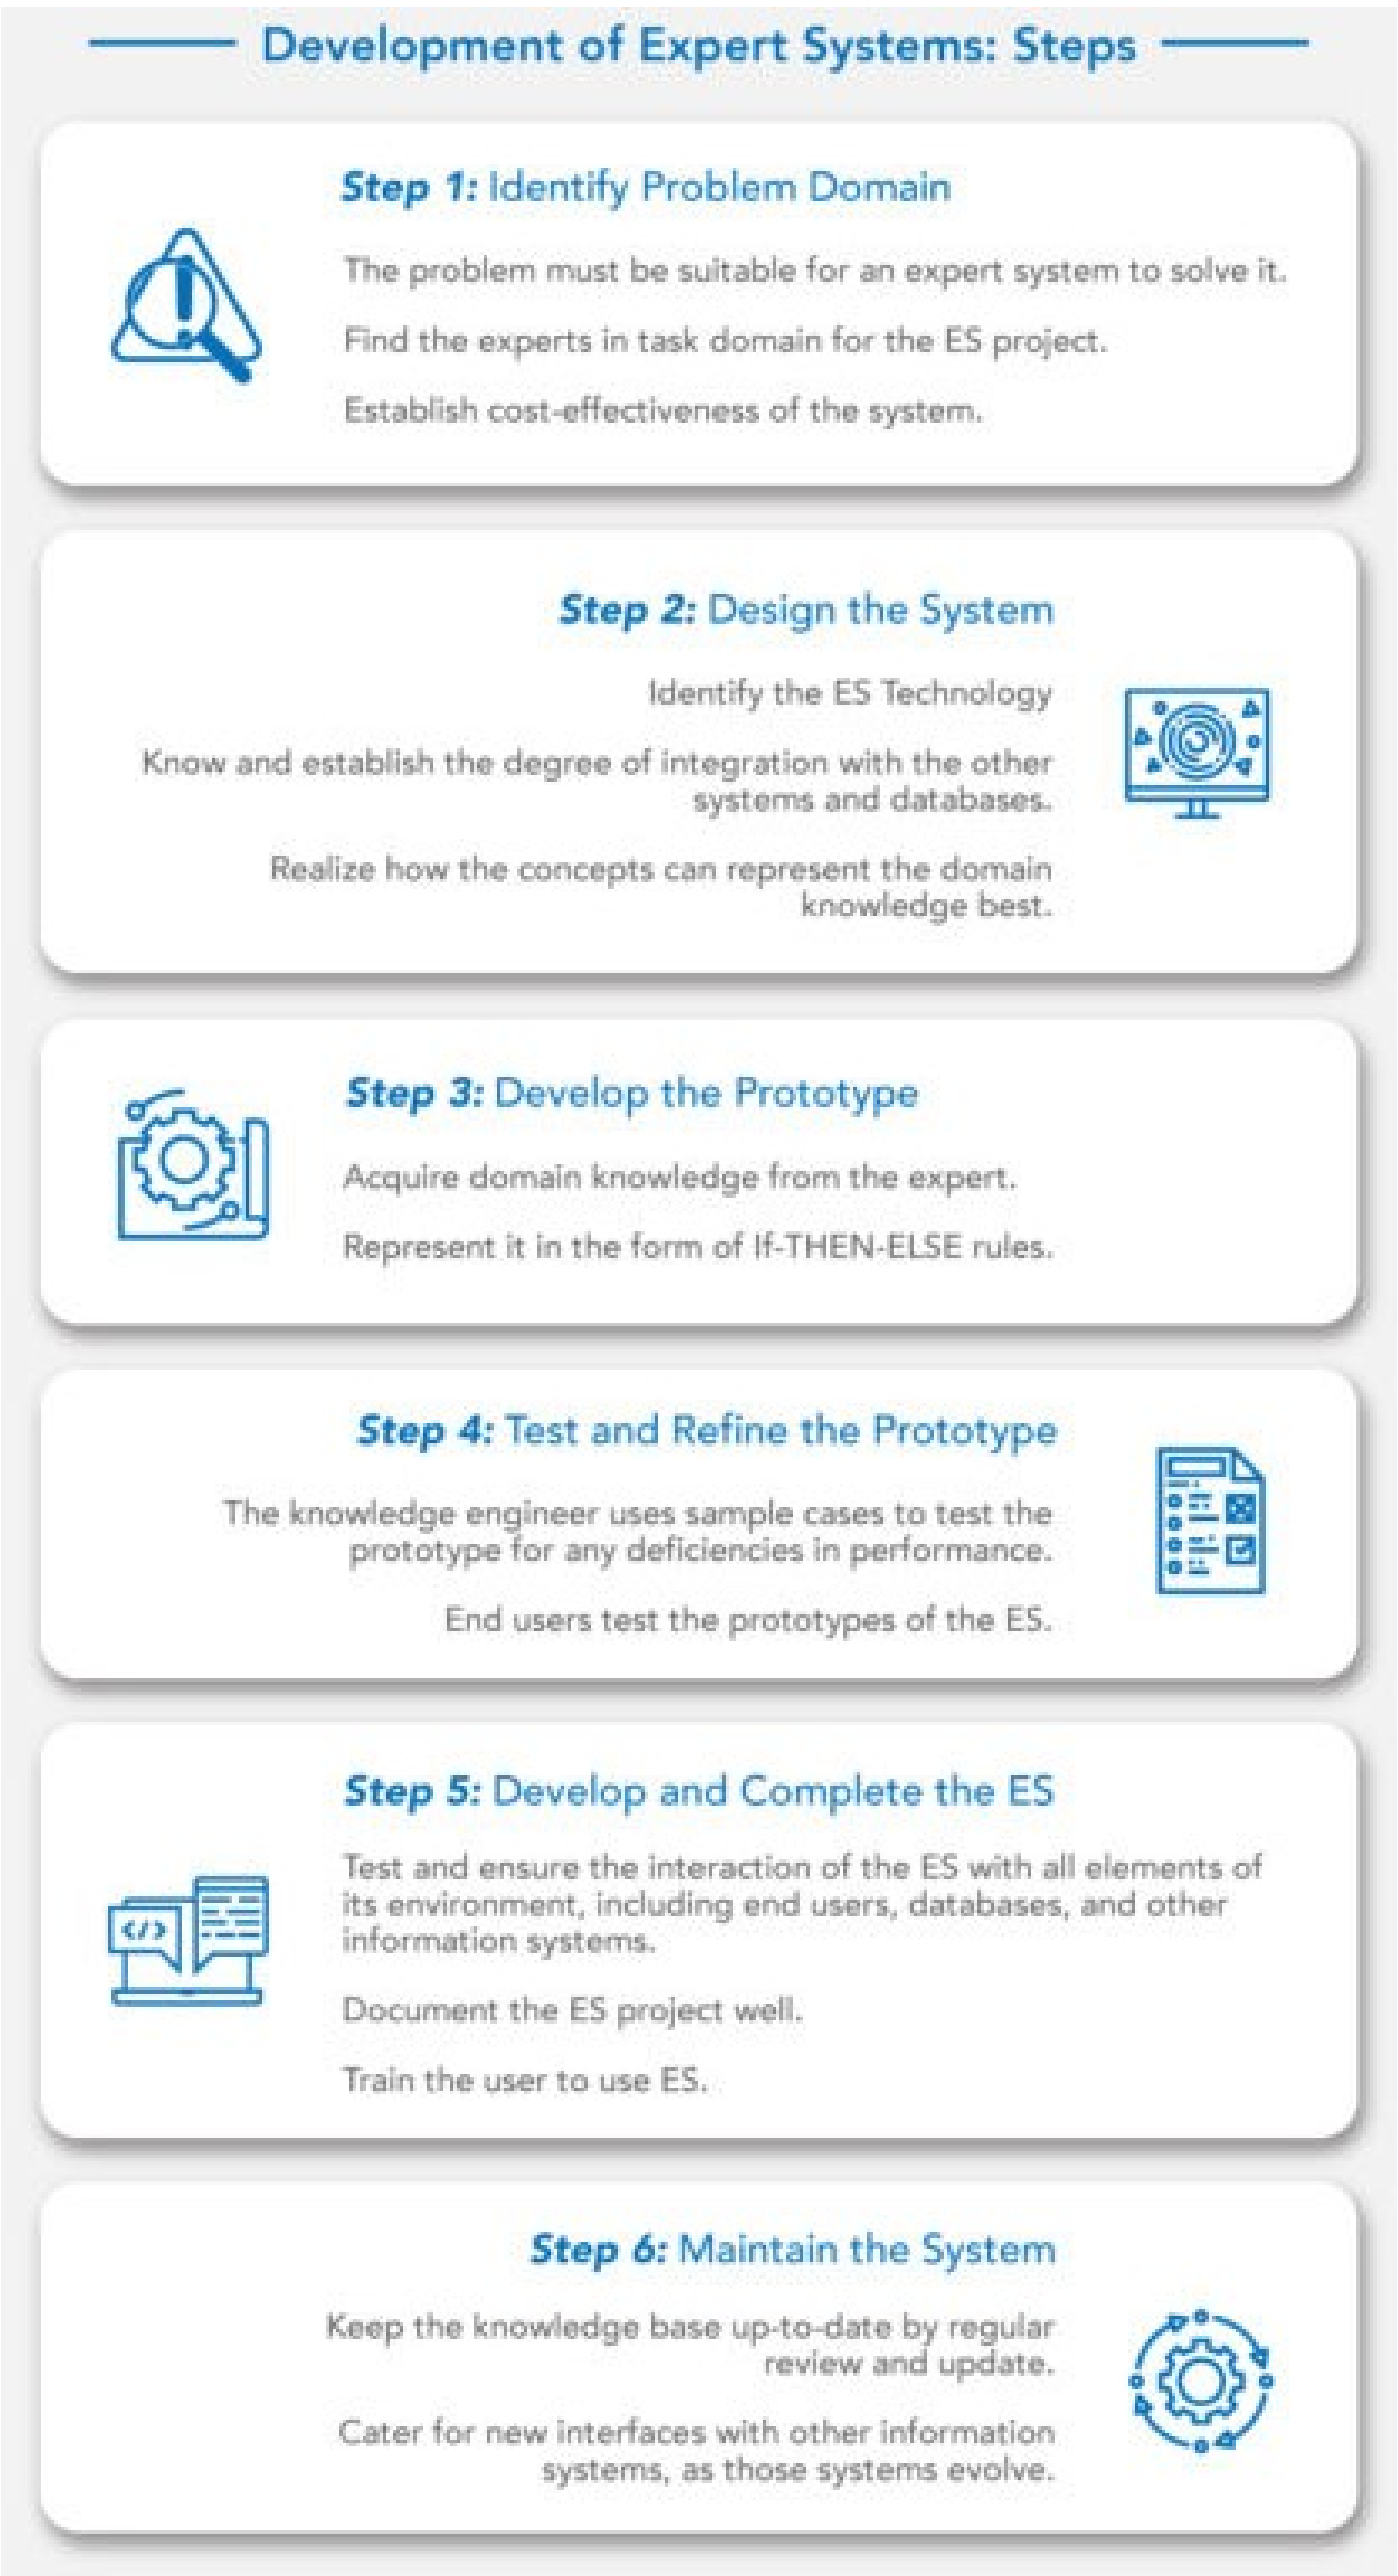 Development of Expert Systems: Steps
Step 1: Identify Problem Domain
The problem must be suitable for an expert system to solve it.
Find the experts in task domain for the ES project.
Establish cost-effectiveness of the system.
Step 2: Design the System
Identify the ES Technology
Know and establish the degree of integration with the other
systems and databases.
Realize how the concepts can represent the domain
knowledge best.
Step 3: Develop the Prototype
Acquire domain knowledge from the expert.
Represent it in the form of If-THEN-ELSE rules.
Step 4: Test and Refine the Prototype
The knowledge engineer uses sample cases to test the
prototype for any deficiencies in performance.
End users test the prototypes of the ES.
Step 5: Develop and Complete the ES
Test and ensure the interaction of the ES with all elements of
its environment, including end users, databases, and other
information systems.
Document the ES project well.
Train the user to use ES.
Step 6: Maintain the System
Keep the knowledge base up-to-date by regular
review and update.
Cater for new interfaces with other information
systems, as those systems evolve.